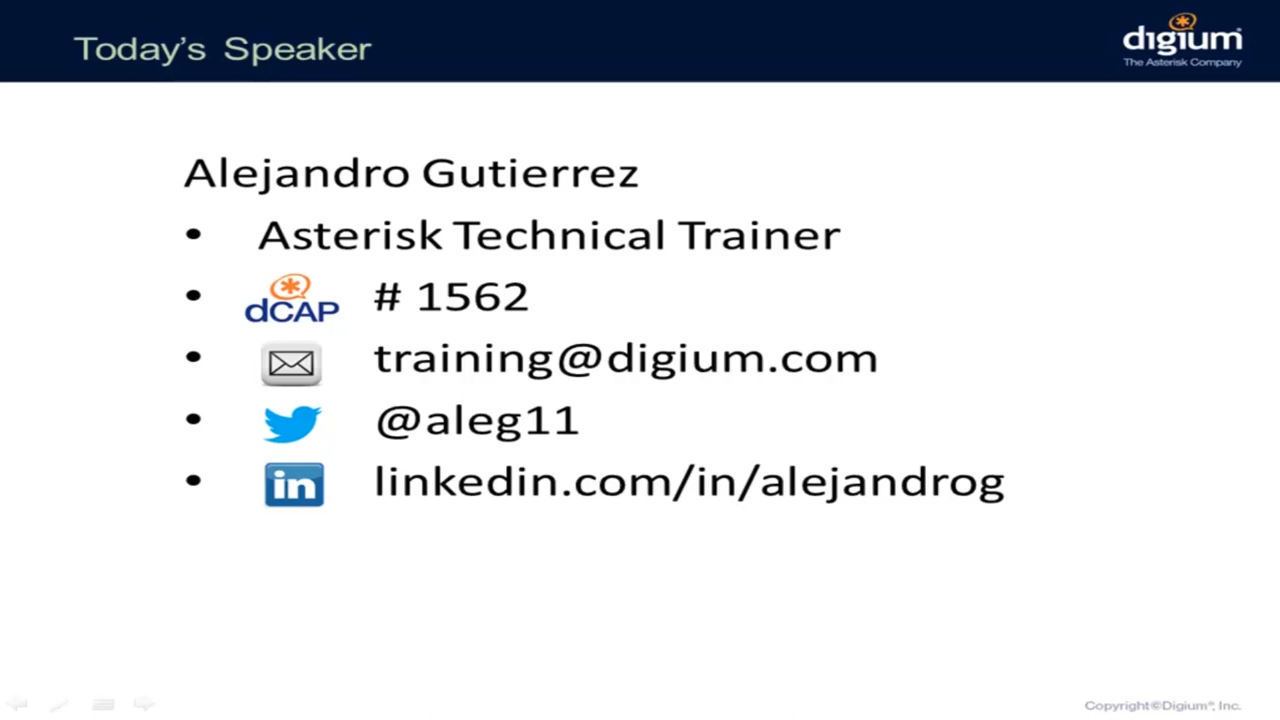 Today's Speaker
digium
The Asterisk Company
Alejandro Gutierrez
• Asterisk Technical Trainer
• dCAP # 1562
• training@digium.com
• @aleg11
• in linkedin.com/in/alejandrog
Copyright©Digium®, Inc.